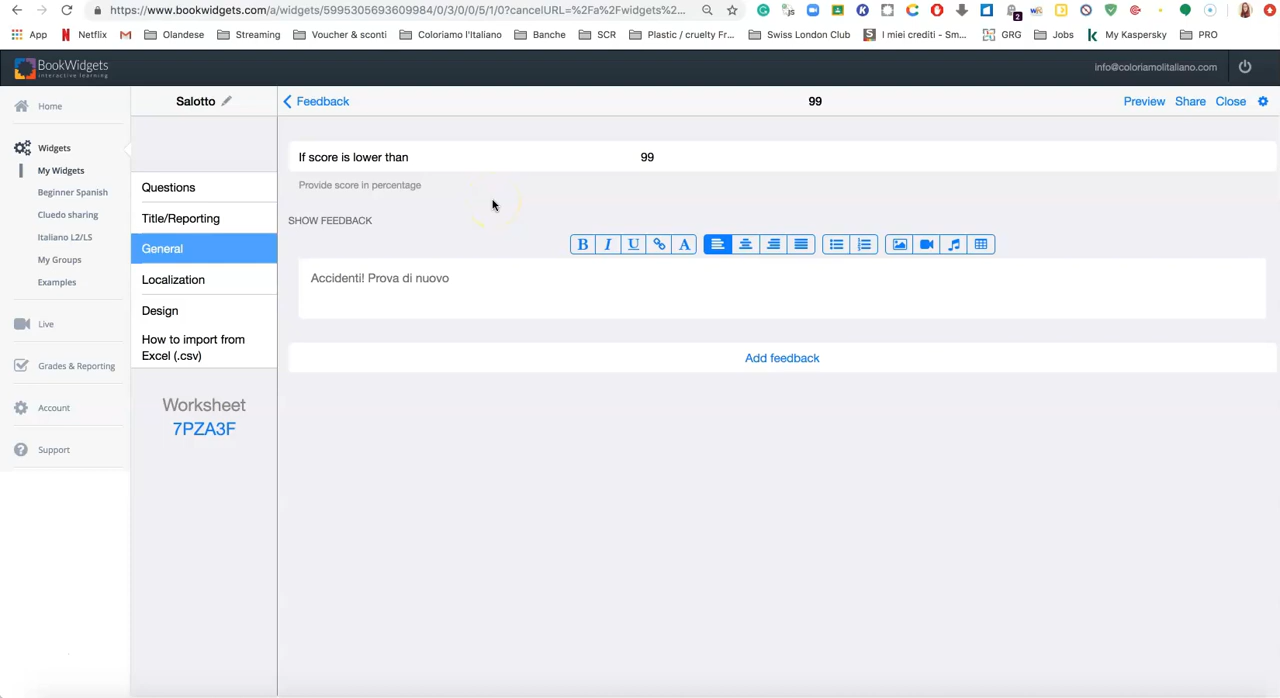 https://www.bookwidgets.com/a/widgets/5995305693609984/0/3/0/0/5/1/0?cancelURL=%2Fa%2Fwidgets%2...
App Netflix Olandese Streaming Voucher & sconti Coloriamo l'Italiano Banche SCR Plastic / cruelty Fr... Swiss London Club I miei crediti - Sm... GRG Jobs My Kaspersky PRO
BookWidgets
interactive learning
info@coloriamolitaliano.com
Home
Salotto
Feedback
99
Preview Share Close
Widgets
My Widgets
Beginner Spanish
Cluedo sharing
Italiano L2/LS
My Groups
Examples
Live
Grades & Reporting
Account
Support
Questions
Title/Reporting
General
Localization
Design
How to import from
Excel (.csv)
Worksheet
7PZA3F
If score is lower than 99
Provide score in percentage
SHOW FEEDBACK
B I U A
Accidenti! Prova di nuovo
Add feedback